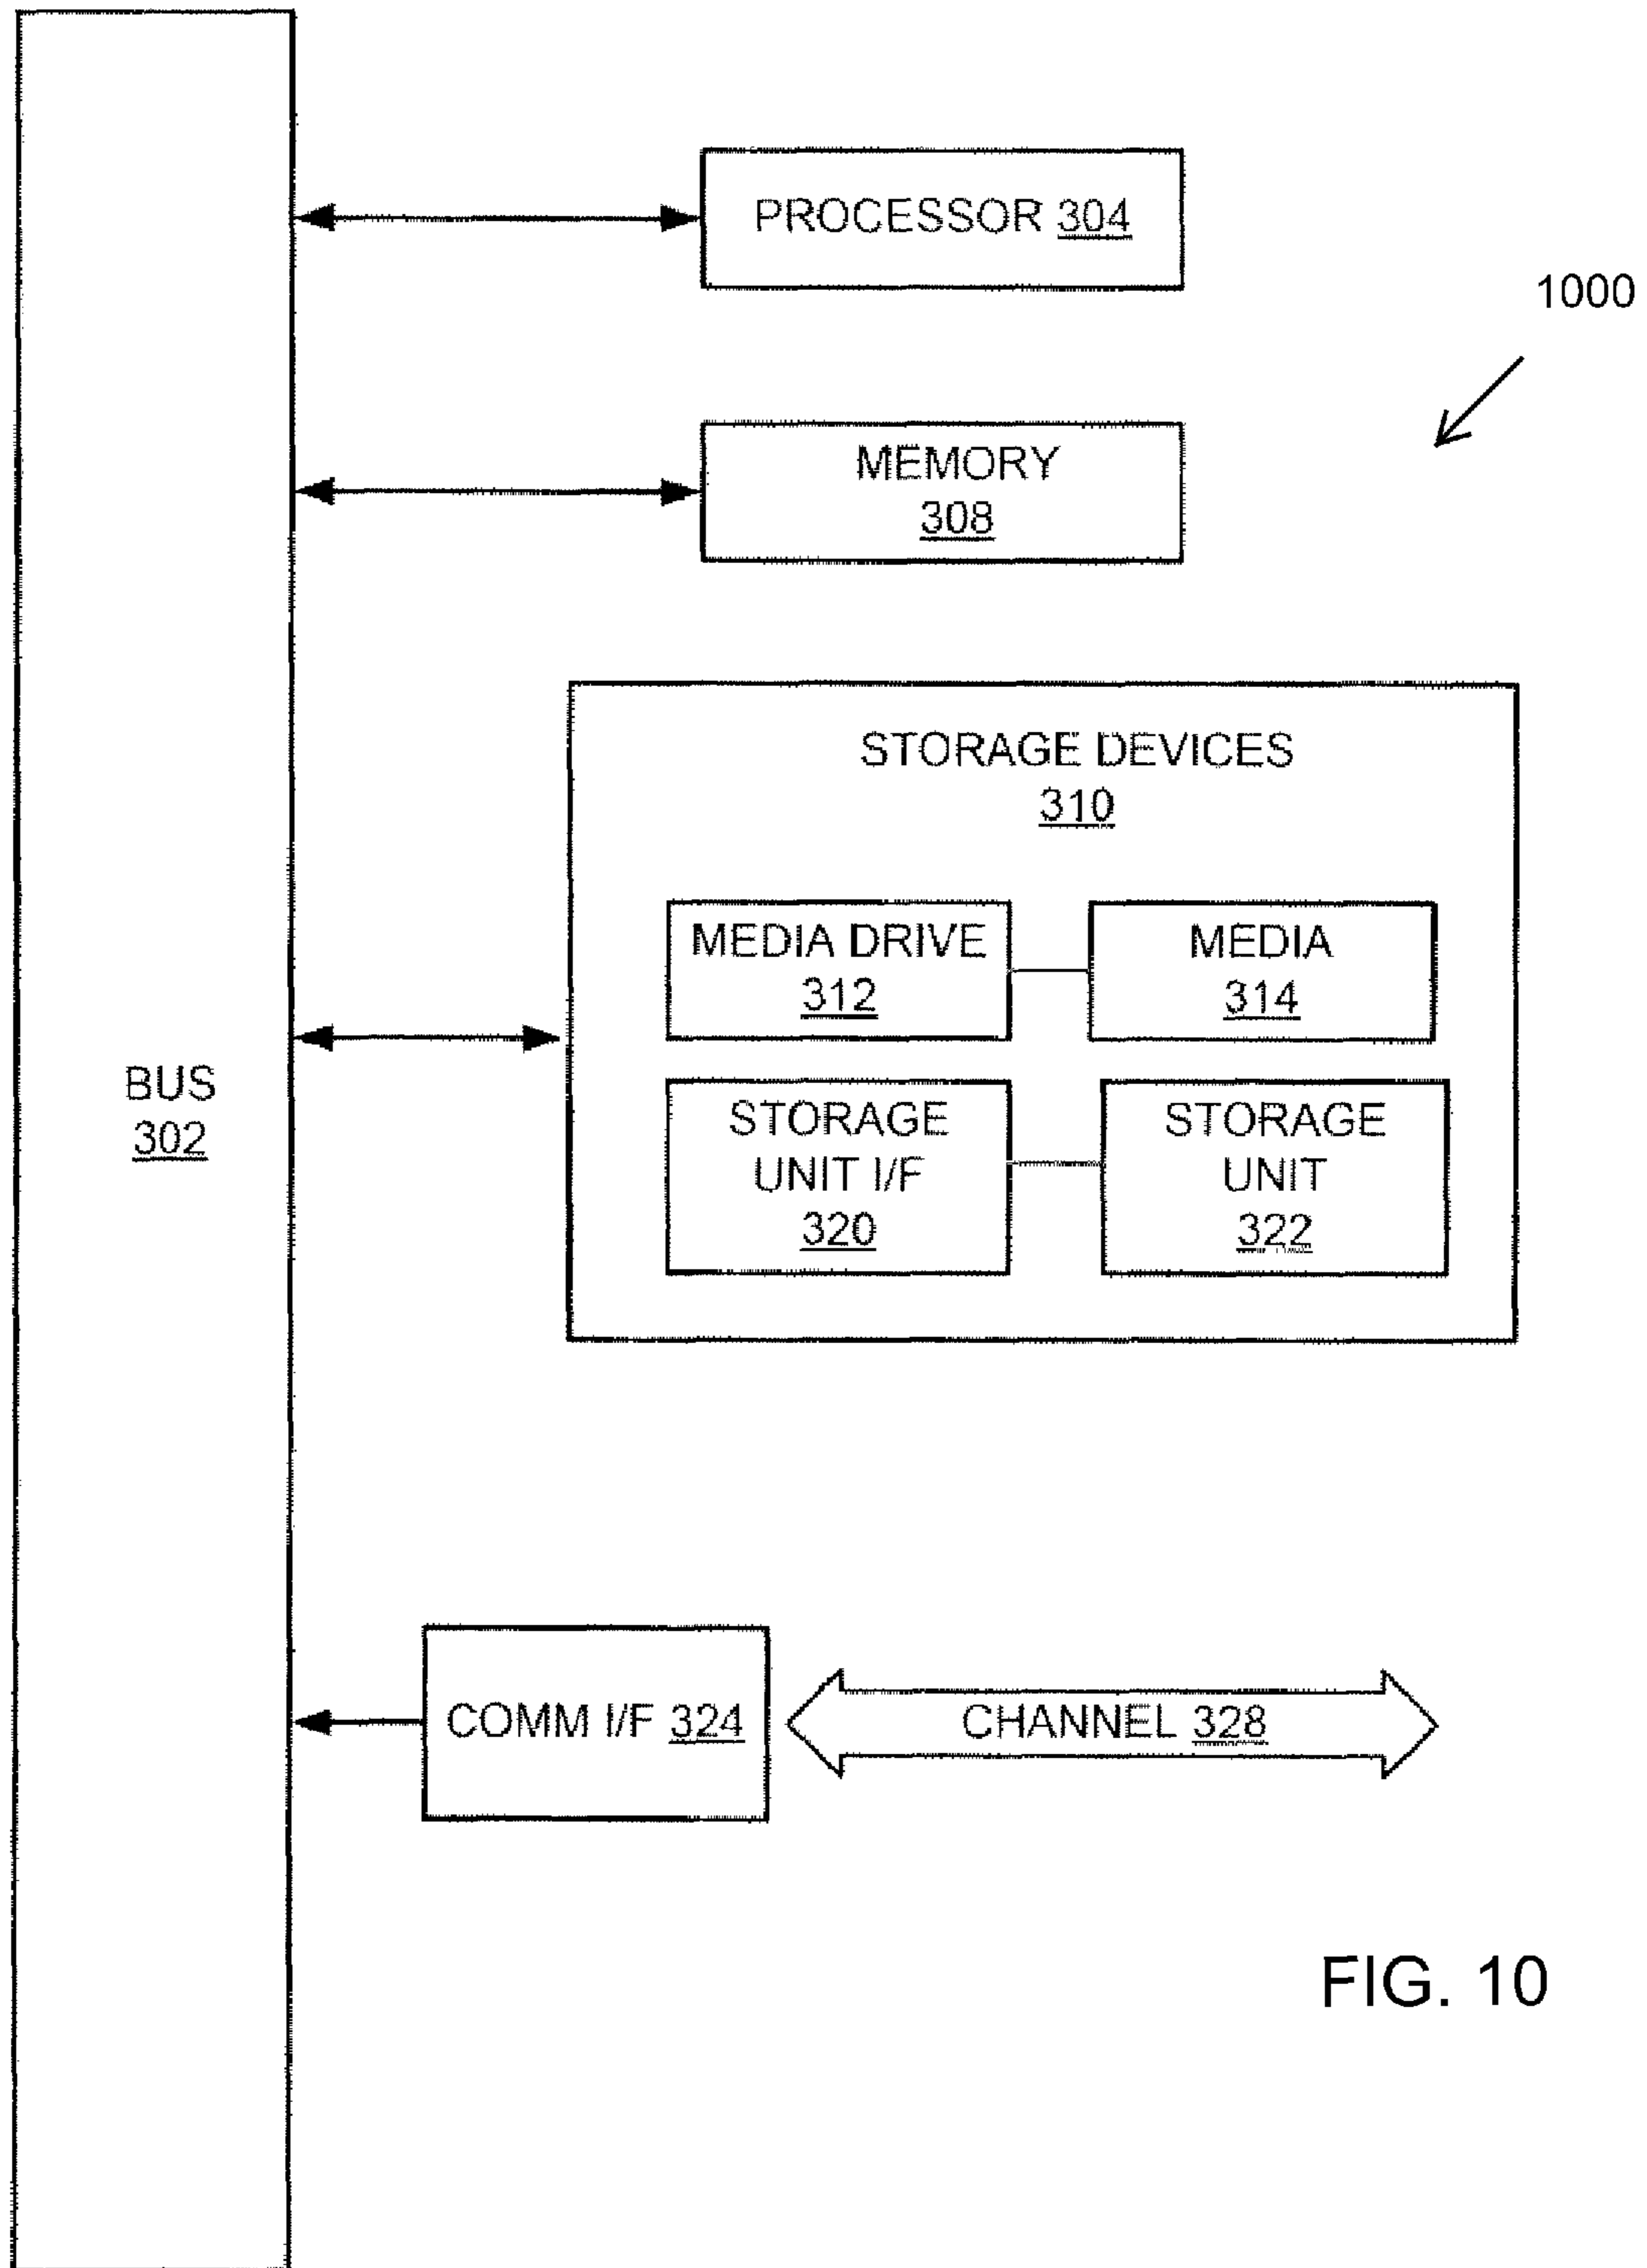 PROCESSOR 304
1000
MEMORY
308
STORAGE DEVICES
310
MEDIA DRIVE
312
MEDIA
314
BUS
302
STORAGE
UNIT I/F
320
STORAGE
UNIT
322
COMM I/F 324
CHANNEL 328
FIG. 10